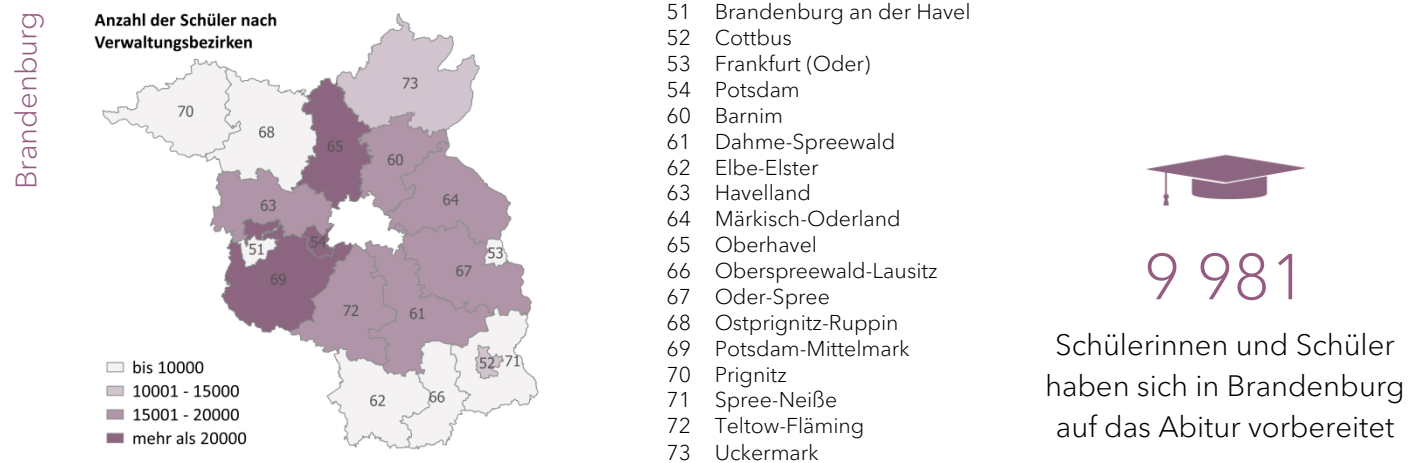 Brandenburg
Anzahl der Schüler nach
Verwaltungsbezirken
73
70
68
65
60
64
63
51
54
53
67
69
72
61
52
71
62
66
bis 10000
10001 - 15000
15001 - 20000
mehr als 20000
51 Brandenburg an der Havel
52 Cottbus
53 Frankfurt (Oder)
54 Potsdam
60 Barnim
61 Dahme-Spreewald
62 Elbe-Elster
63 Havelland
64 Märkisch-Oderland
65 Oberhavel
66 Oberspreewald-Lausitz
67 Oder-Spree
68 Ostprignitz-Ruppin
69 Potsdam-Mittelmark
70 Prignitz
71 Spree-Neiße
72 Teltow-Fläming
73 Uckermark
9 981
Schülerinnen und Schüler
haben sich in Brandenburg
auf das Abitur vorbereitet